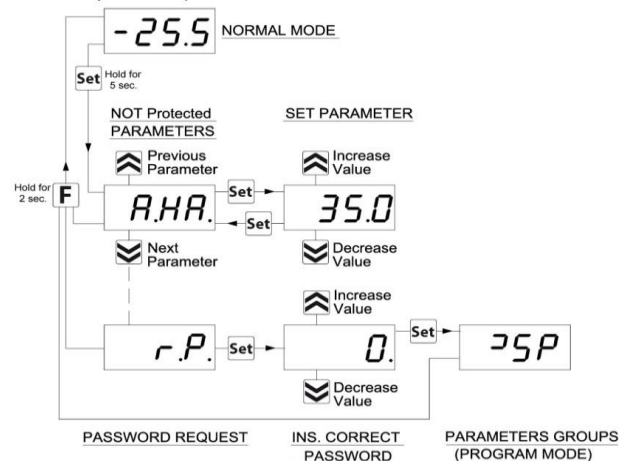 -25.5 NORMAL MODE
Set Hold for
5 sec.
NOT Protected
PARAMETERS
SET PARAMETER
Previous
Parameter
Increase
Value
Hold for
2 sec.
F
A.HA.
Set
Set
35.0
Next
Parameter
Decrease
Value
Increase
Value
r.P.
Set
0.
Set
ᓗSP
Decrease
Value
PASSWORD REQUEST
INS. CORRECT
PASSWORD
PARAMETERS GROUPS
(PROGRAM MODE)